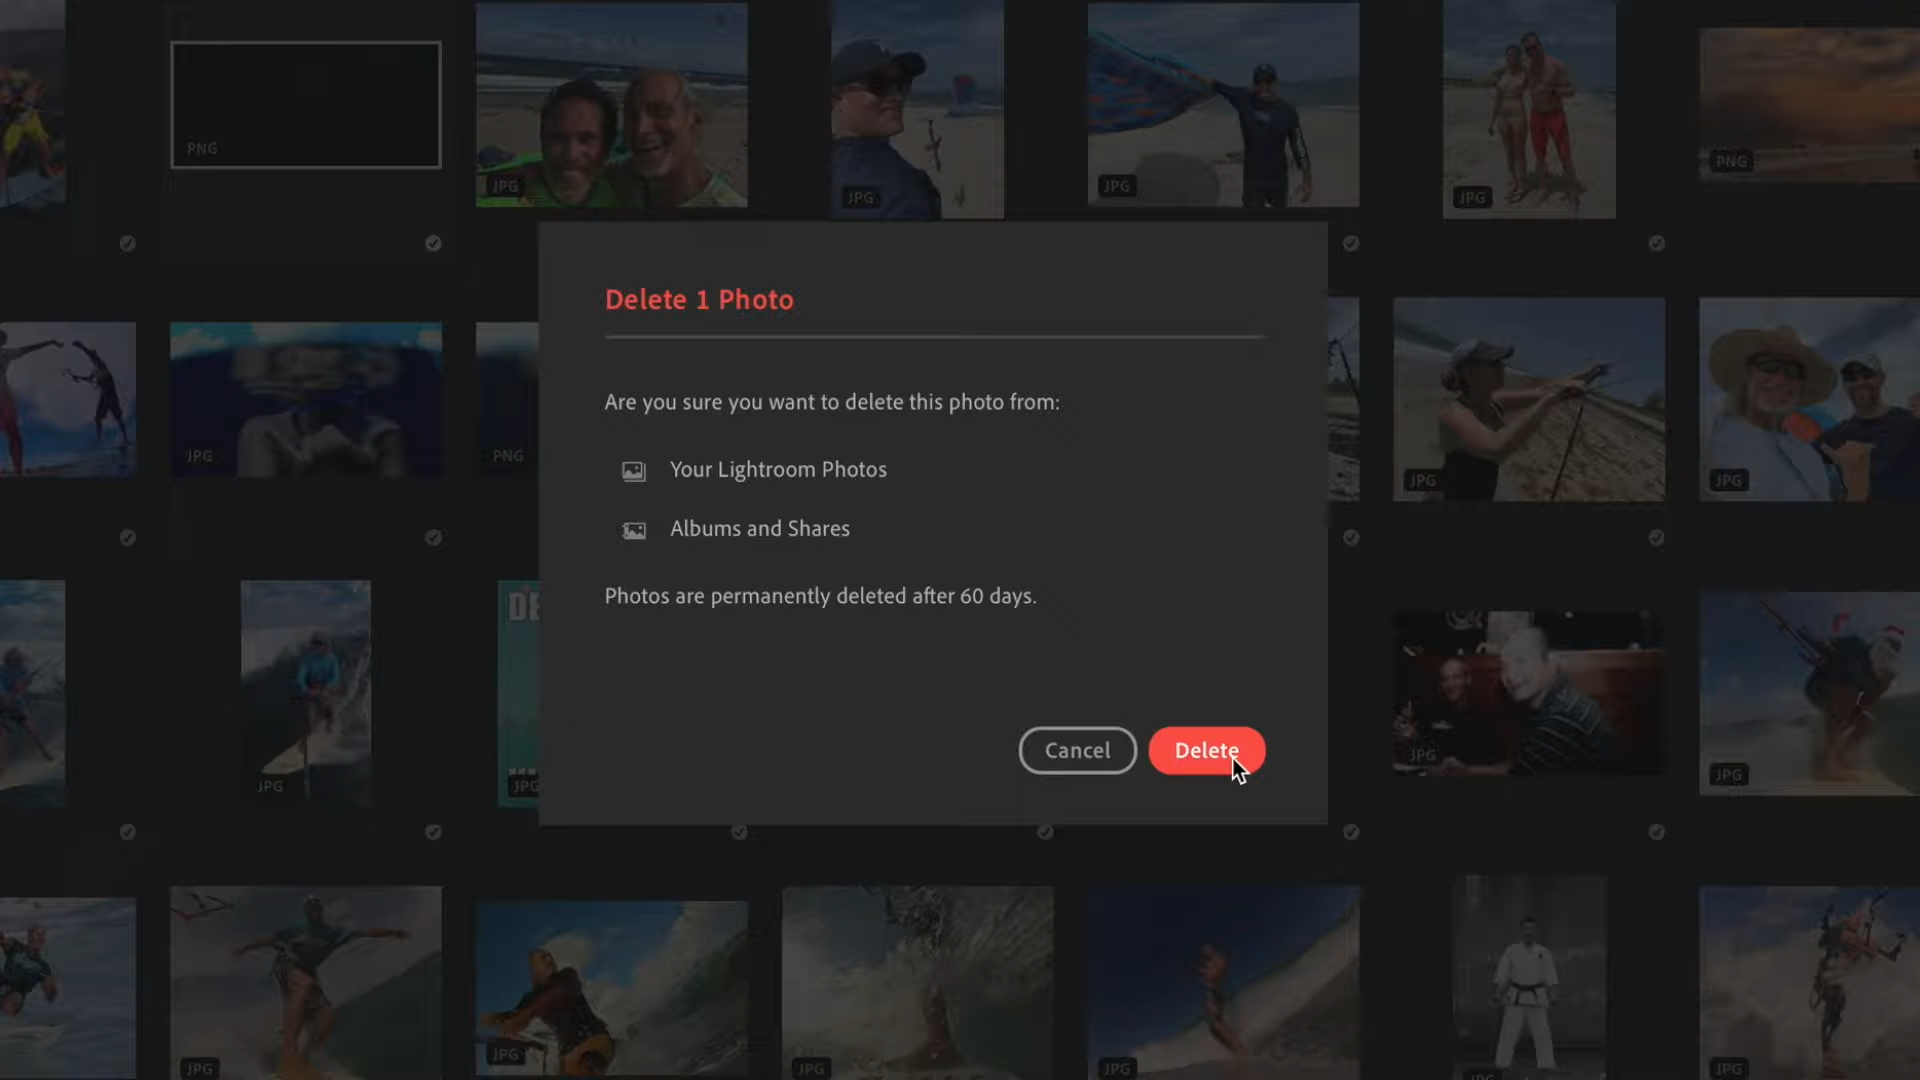 PNG
JPG
JPG
JPG
JPG
PNG
Delete 1 Photo
Are you sure you want to delete this photo from:
Your Lightroom Photos
Albums and Shares
Photos are permanently deleted after 60 days.
Cancel
Delete
JPG
PNG
JPG
JPG
DE
JPG
JPG
JPG
JPG
JPG
JPG
JPG
JPG
JPG
JPG